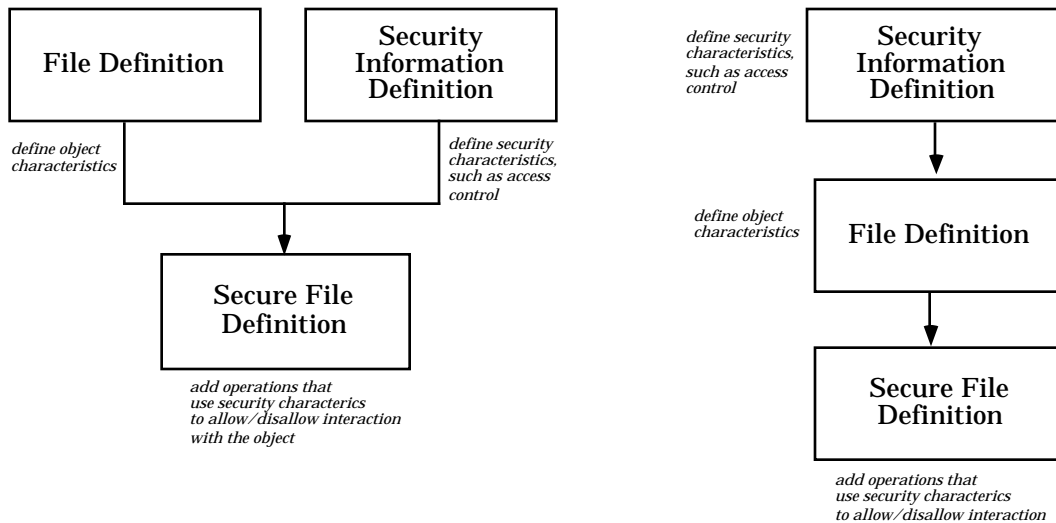 File Definition
Security
Information
Definition
define object
characteristics
define security
characteristics,
such as access
control
Secure File
Definition
add operations that
use security characterics
to allow/disallow interaction
with the object
define security
characteristics,
such as access
control
Security
Information
Definition
define object
characteristics
File Definition
Secure File
Definition
add operations that
use security characterics
to allow/disallow interaction